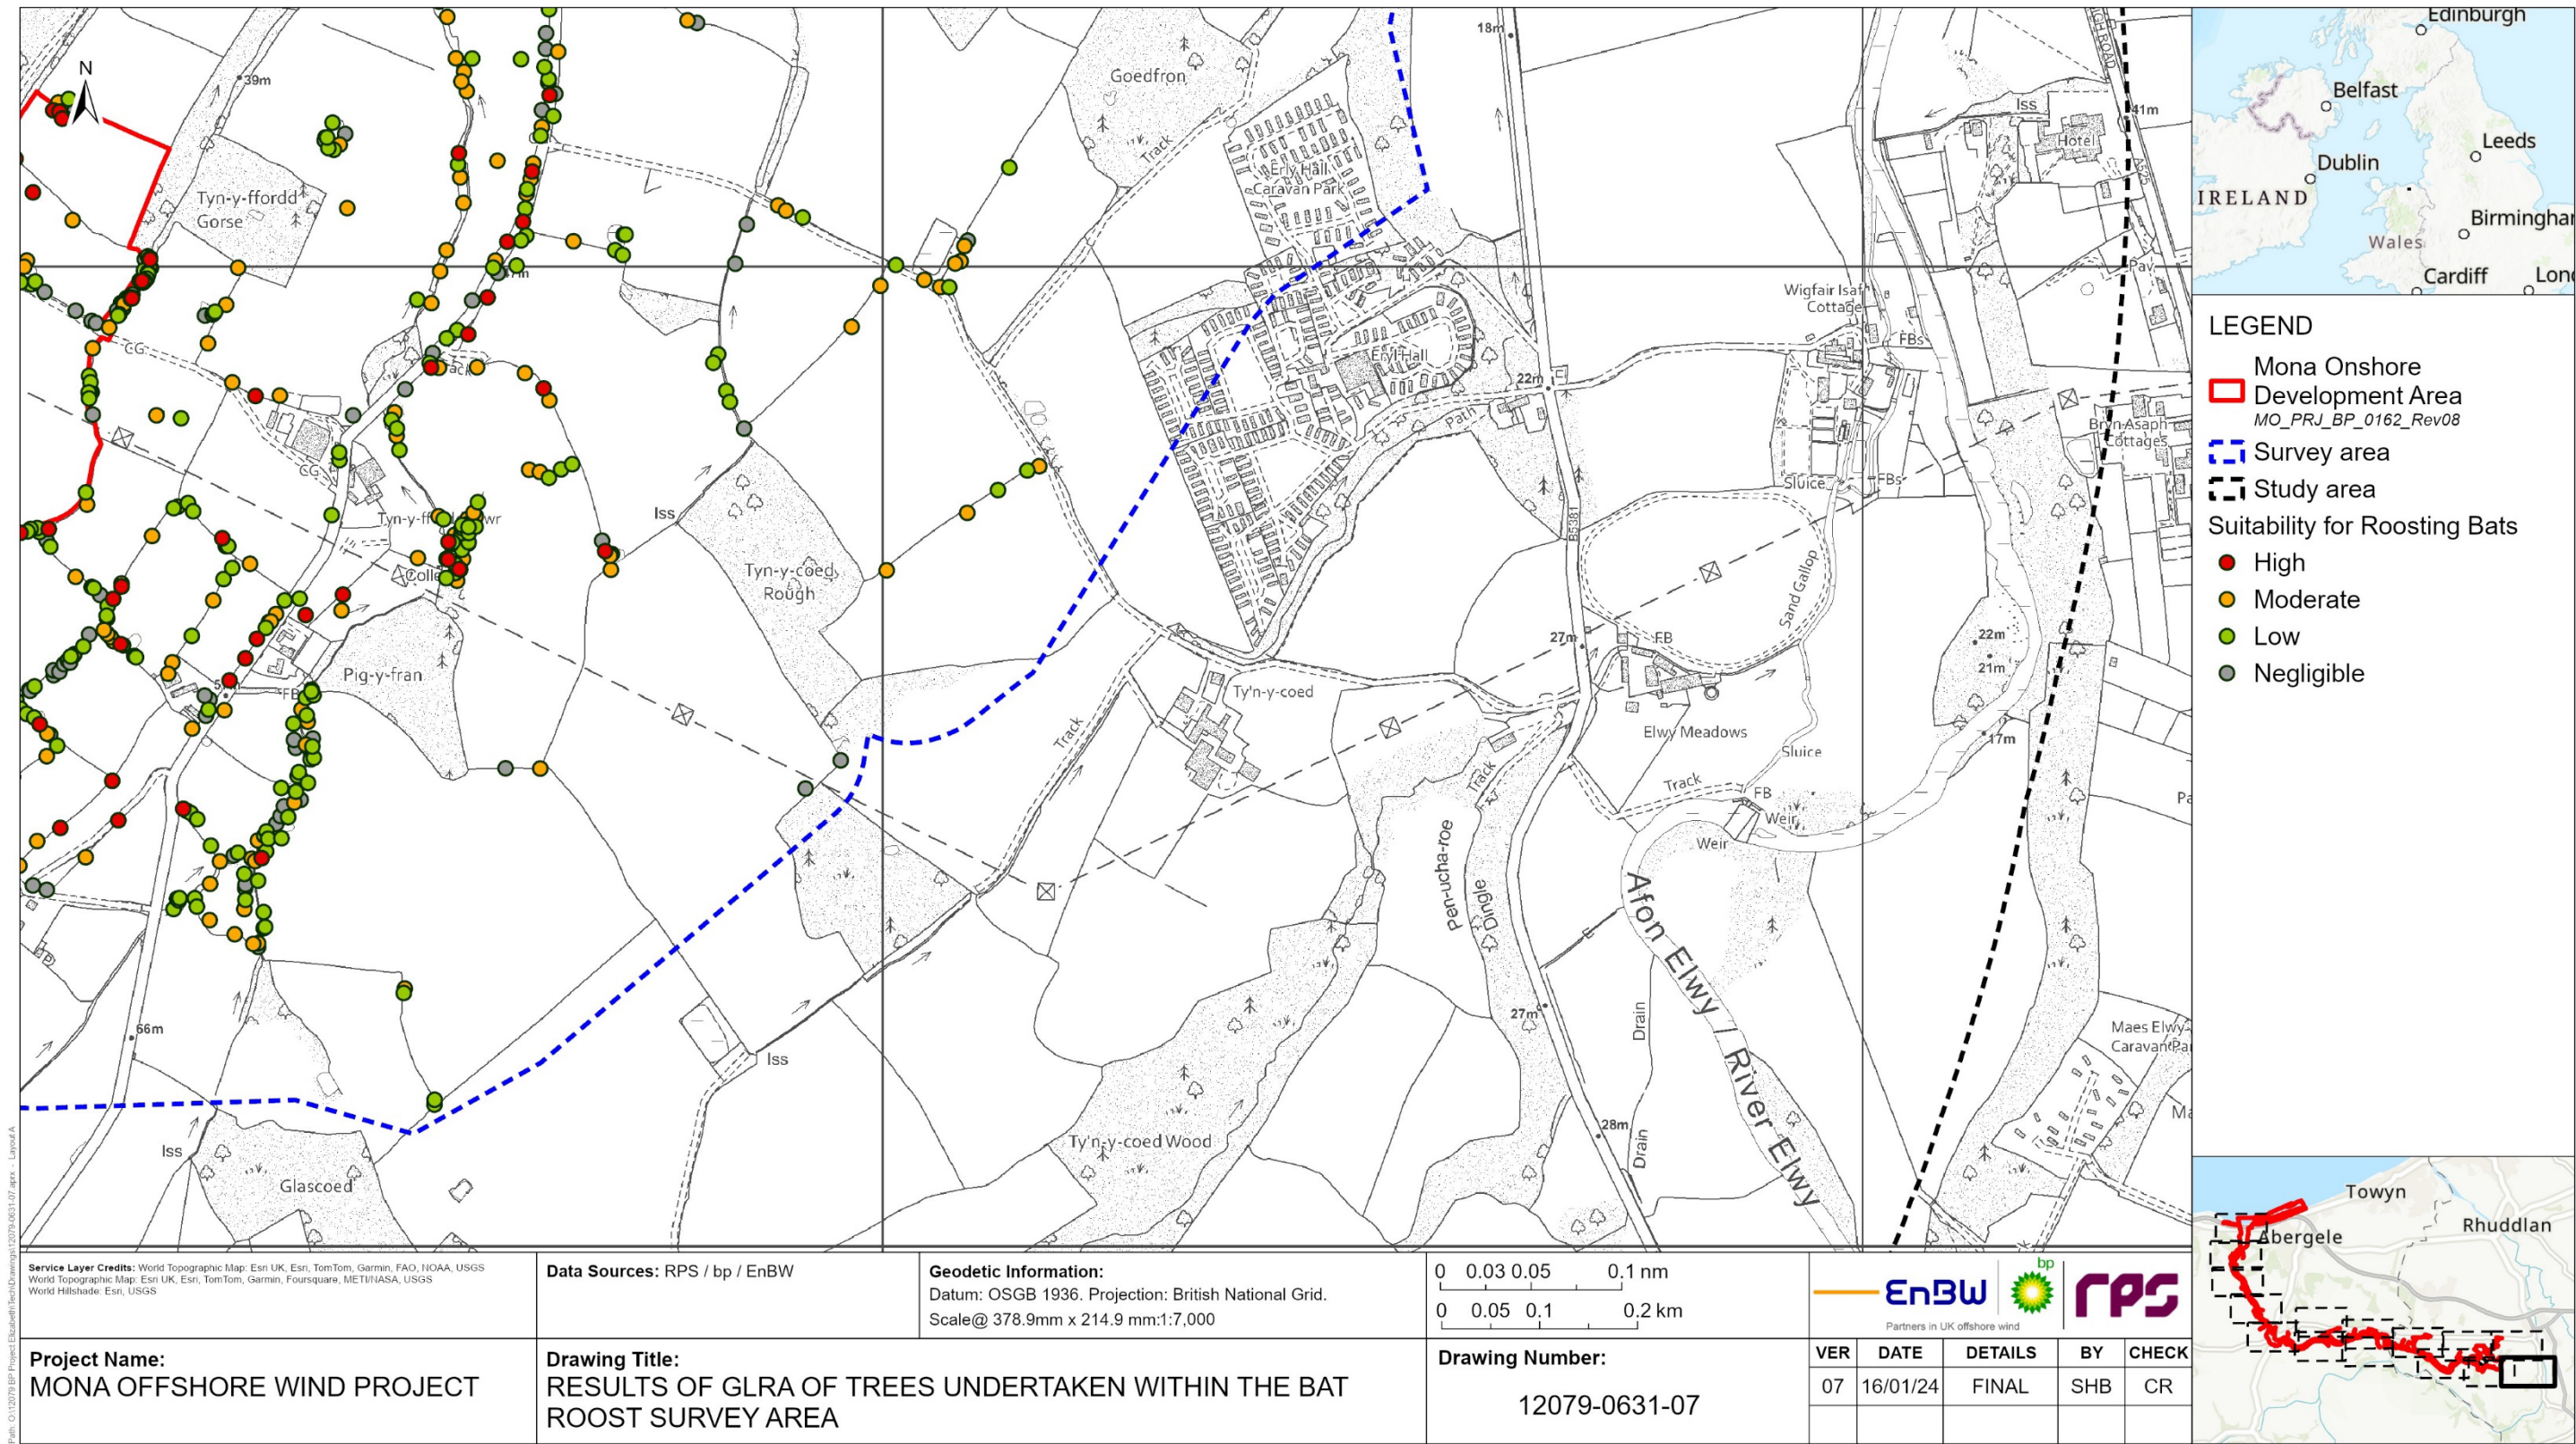 N
39m
Tyn-y-ffordd
Gorse
CG
CG
Pig-y-fran
FB
66m
Iss
Glascoed
Iss
Tyn-y-coed
Rough
Iss
Goedfron
Track
18m
Caravan Park
Eryl Hall
22m
Path
B5381
Track
Ty'n-y-coed
27m
FB
Elwy Meadows
Sand Gallop
Sluice
Track
FB
Weir
Weir
Track
Pen-ucha-roe
Dingle
Afon Elwy / River Elwy
27m
Drain
28m
Drain
Ty'n-y-coed Wood
Wigfair Isaf
Cottage
FBs
Sluice
FBs
22m
21m
17m
Iss
Hotel
41m
A525
Pav
Bryn Asaph
Cottages
Maes Elwy
Edinburgh
Belfast
Dublin
Leeds
IRELAND
Wales
Cardiff
LEGEND
Mona Onshore
Development Area
MO_PRJ_BP_0162_Rev08
Survey area
Study area
Suitability for Roosting Bats
High
Moderate
Low
Negligible
Towyn
Rhuddlan
Abergele
Service Layer Credits: World Topographic Map: Esri UK, Esri, TomTom, Garmin, FAO, NOAA, USGS
World Topographic Map: Esri UK, Esri, TomTom, Garmin, Foursquare, METI/NASA, USGS
World Hillshade: Esri, USGS
Data Sources: RPS / bp / EnBW
Geodetic Information:
Datum: OSGB 1936. Projection: British National Grid.
Scale@ 378.9mm x 214.9 mm:1:7,000
0 0.03 0.05 0.1 nm
0 0.05 0.1 0.2 km
EnBW
bp
rps
Partners in UK offshore wind
Project Name:
MONA OFFSHORE WIND PROJECT
Drawing Title:
RESULTS OF GLRA OF TREES UNDERTAKEN WITHIN THE BAT
ROOST SURVEY AREA
Drawing Number:
12079-0631-07
VER DATE DETAILS BY CHECK
07 16/01/24 FINAL SHB CR